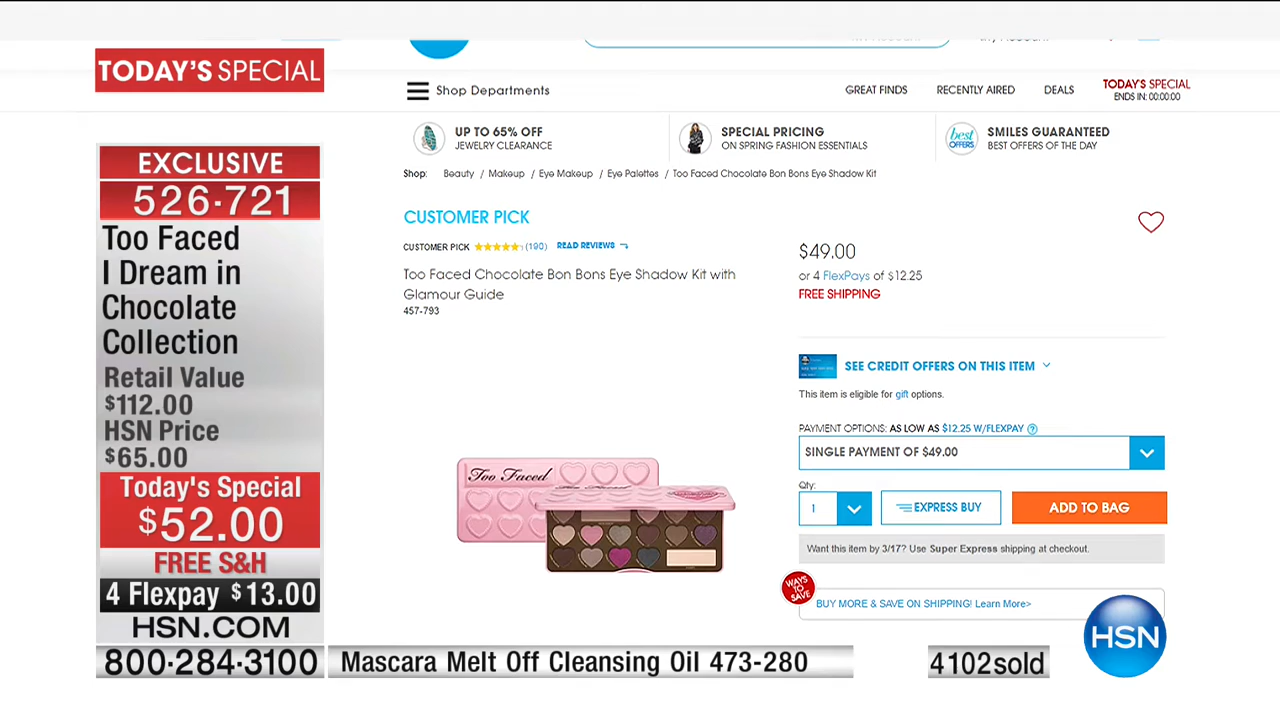 TODAY'S SPECIAL
EXCLUSIVE
526-721
Too Faced
I Dream in
Chocolate
Collection
Retail Value
$112.00
HSN Price
$65.00
Today's Special
$52.00
FREE S&H
4 Flexpay $13.00
HSN.COM
800-284-3100
Shop Departments
GREAT FINDS
RECENTLY AIRED
DEALS
TODAY'S SPECIAL
ENDS IN: 00:00:00
UP TO 65% OFF
JEWELRY CLEARANCE
SPECIAL PRICING
ON SPRING FASHION ESSENTIALS
best
OFFERS
SMILES GUARANTEED
BEST OFFERS OF THE DAY
Shop: Beauty / Makeup / Eye Makeup / Eye Palettes / Too Faced Chocolate Bon Bons Eye Shadow Kit
CUSTOMER PICK
CUSTOMER PICK (190) READ REVIEWS
Too Faced Chocolate Bon Bons Eye Shadow Kit with
Glamour Guide
457-793
Too Faced
$49.00
or 4 FlexPays of $12.25
FREE SHIPPING
SEE CREDIT OFFERS ON THIS ITEM
This item is eligible for gift options.
PAYMENT OPTIONS: AS LOW AS $12.25 W/FLEXPAY ?
SINGLE PAYMENT OF $49.00
Qty:
1
EXPRESS BUY
ADD TO BAG
Want this item by 3/17? Use Super Express shipping at checkout.
WAYS
TO
SAVE
BUY MORE & SAVE ON SHIPPING! Learn More>
HSN
Mascara Melt Off Cleansing Oil 473-280
4102sold